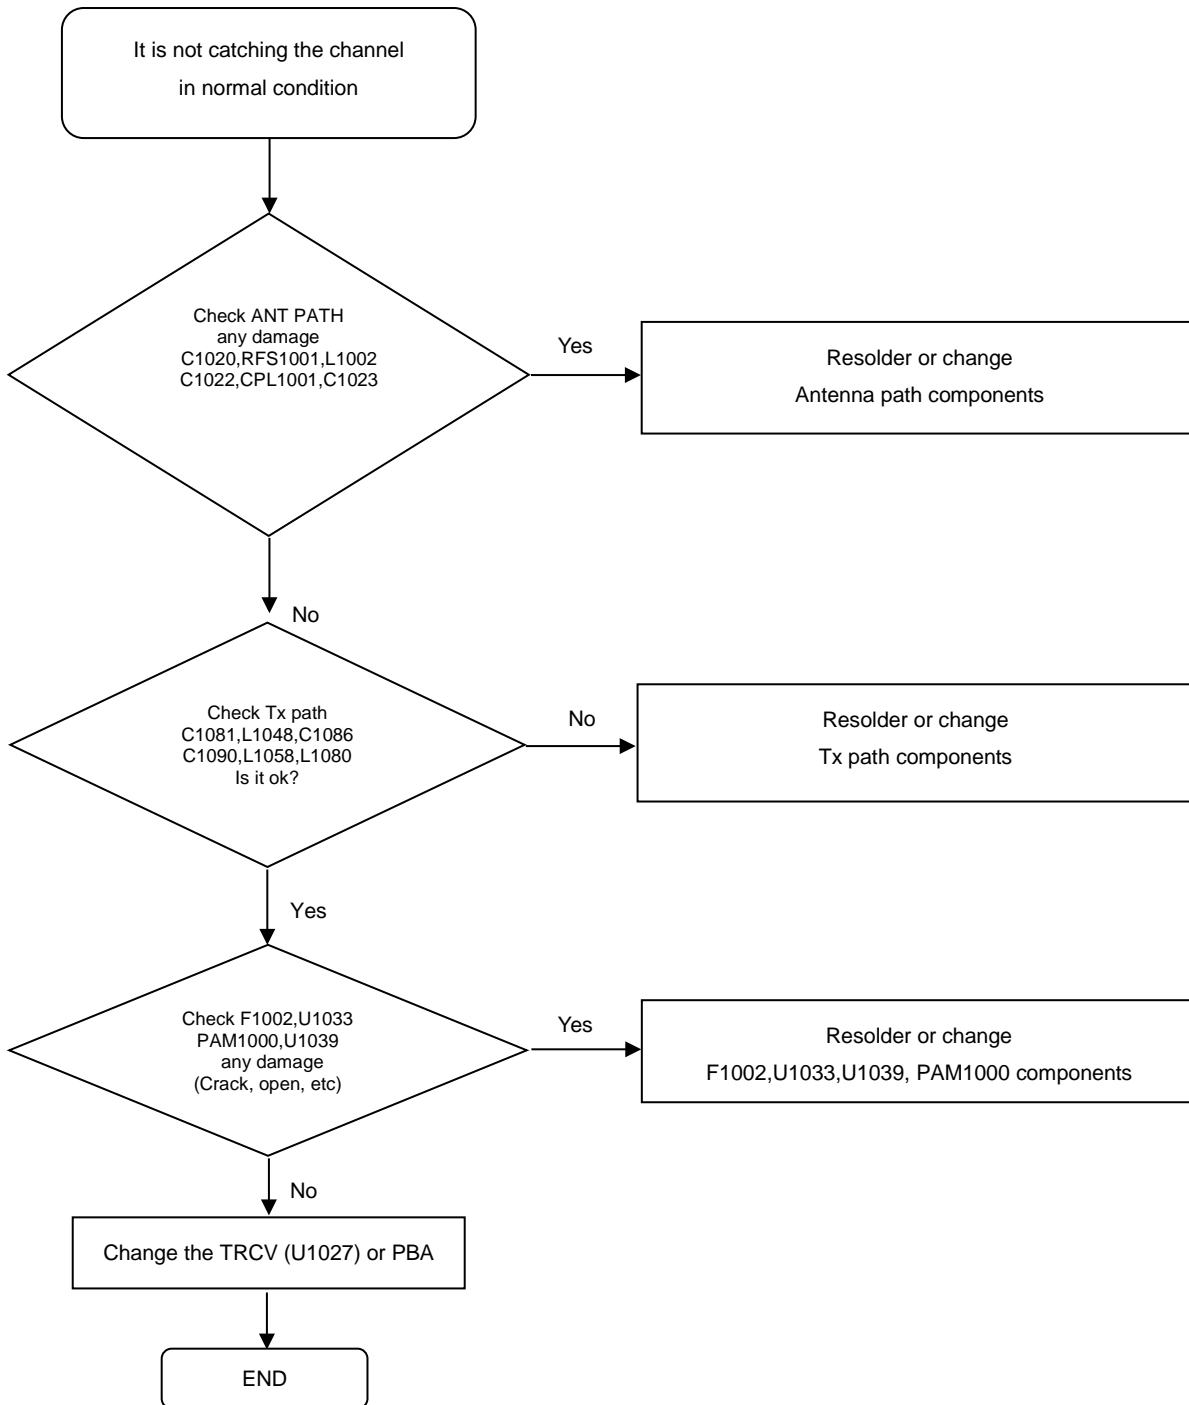 It is not catching the channel
in normal condition
Check ANT PATH
any damage
C1020,RFS1001,L1002
C1022,CPL1001,C1023
Yes
Resolder or change
Antenna path components
No
Check Tx path
C1081,L1048,C1086
C1090,L1058,L1080
Is it ok?
No
Resolder or change
Tx path components
Yes
Check F1002,U1033
PAM1000,U1039
any damage
(Crack, open, etc)
Yes
Resolder or change
F1002,U1033,U1039, PAM1000 components
No
Change the TRCV (U1027) or PBA
END